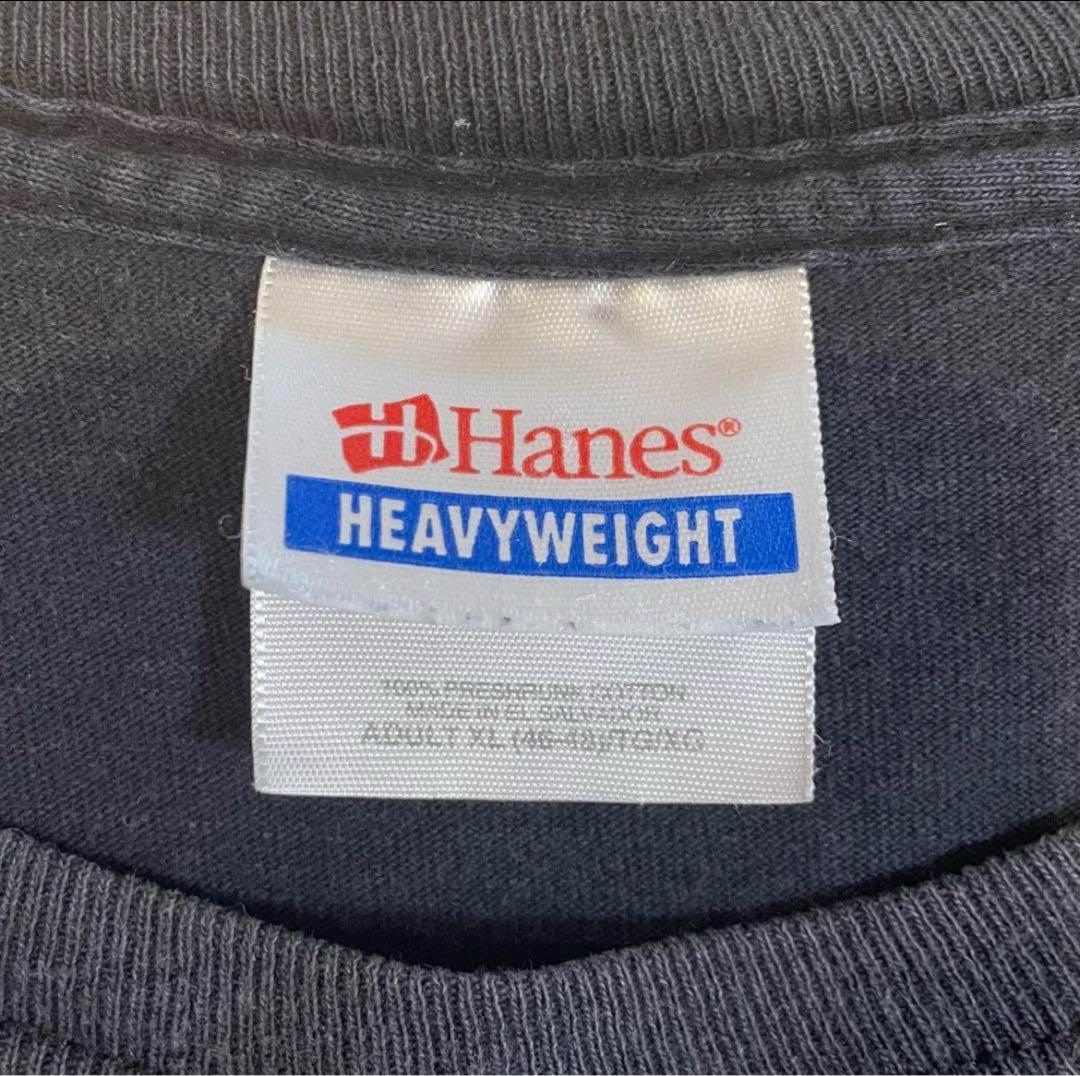 H Hanes®
HEAVYWEIGHT
100% PRESHRUNK COTTON
MADE IN EL SALVADOR
ADULT XL (46-48)/TG/XG